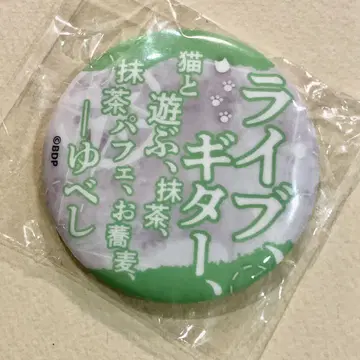 ライブ、
ギター、
猫と遊ぶ、抹茶、
抹茶パフェ、お蕎麦、
―ゆべし
©BDP